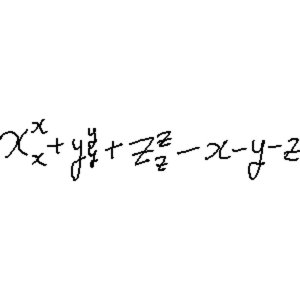 $x_x^x + y_y^y + z_z^z - x - y - z$